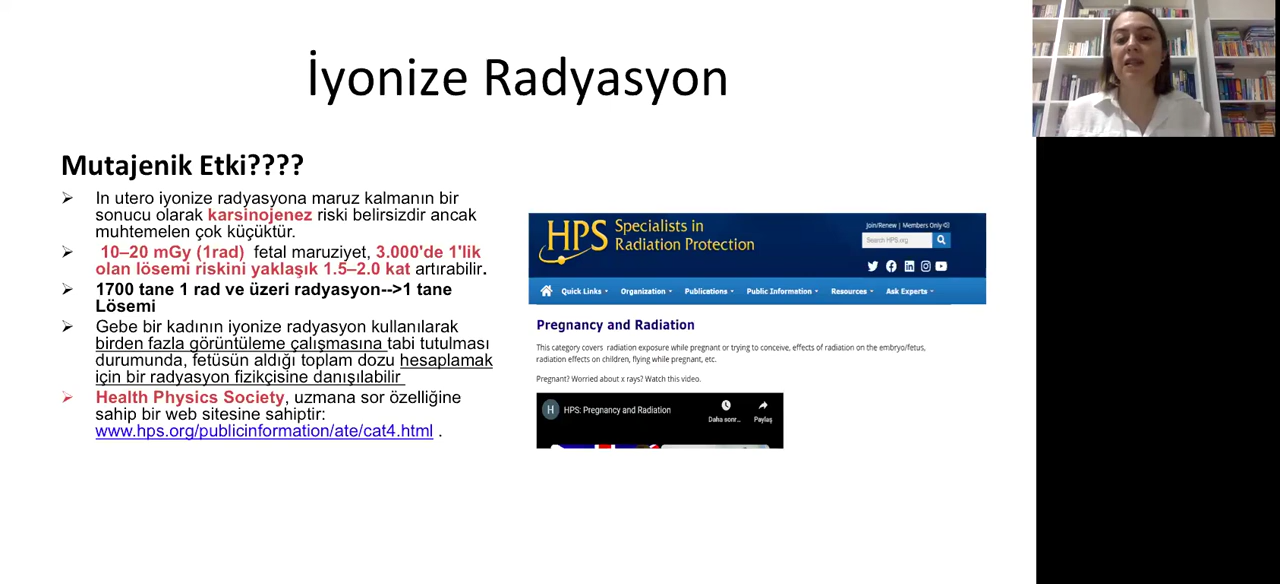 İyonize Radyasyon
Mutajenik Etki????
In utero iyonize radyasyona maruz kalmanın bir
sonucu olarak karsinojenez riski belirsizdir ancak
muhtemelen çok küçüktür.
10–20 mGy (1rad) fetal maruziyet, 3.000'de 1'lik
olan lösemi riskini yaklaşık 1.5–2.0 kat artırabilir.
1700 tane 1 rad ve üzeri radyasyon-->1 tane
Lösemi
Gebe bir kadının iyonize radyasyon kullanılarak
birden fazla görüntüleme çalışmasına tabi tutulması
durumunda, fetüsün aldığı toplam dozu hesaplamak
için bir radyasyon fizikçisine danışılabilir
Health Physics Society, uzmana sor özelliğine
sahip bir web sitesine sahiptir:
www.hps.org/publicinformation/ate/cat4.html .
HPS Specialists in
Radiation Protection
Join/Renew | Members Only
Search HPS.org
Quick Links Organization Publications Public Information Resources Ask Experts
Pregnancy and Radiation
This category covers radiation exposure while pregnant or trying to conceive, effects of radiation on the embryo/fetus,
radiation effects on children, flying while pregnant, etc.
Pregnant? Worried about x rays? Watch this video.
H HPS: Pregnancy and Radiation
Daha sonr... Paylaş